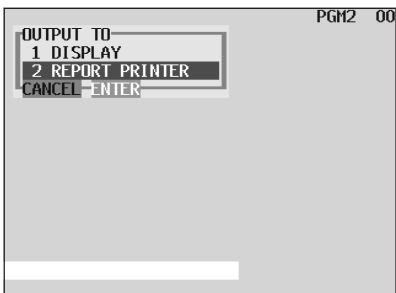 PGM2 00
OUTPUT TO
1 DISPLAY
2 REPORT PRINTER
CANCEL ENTER